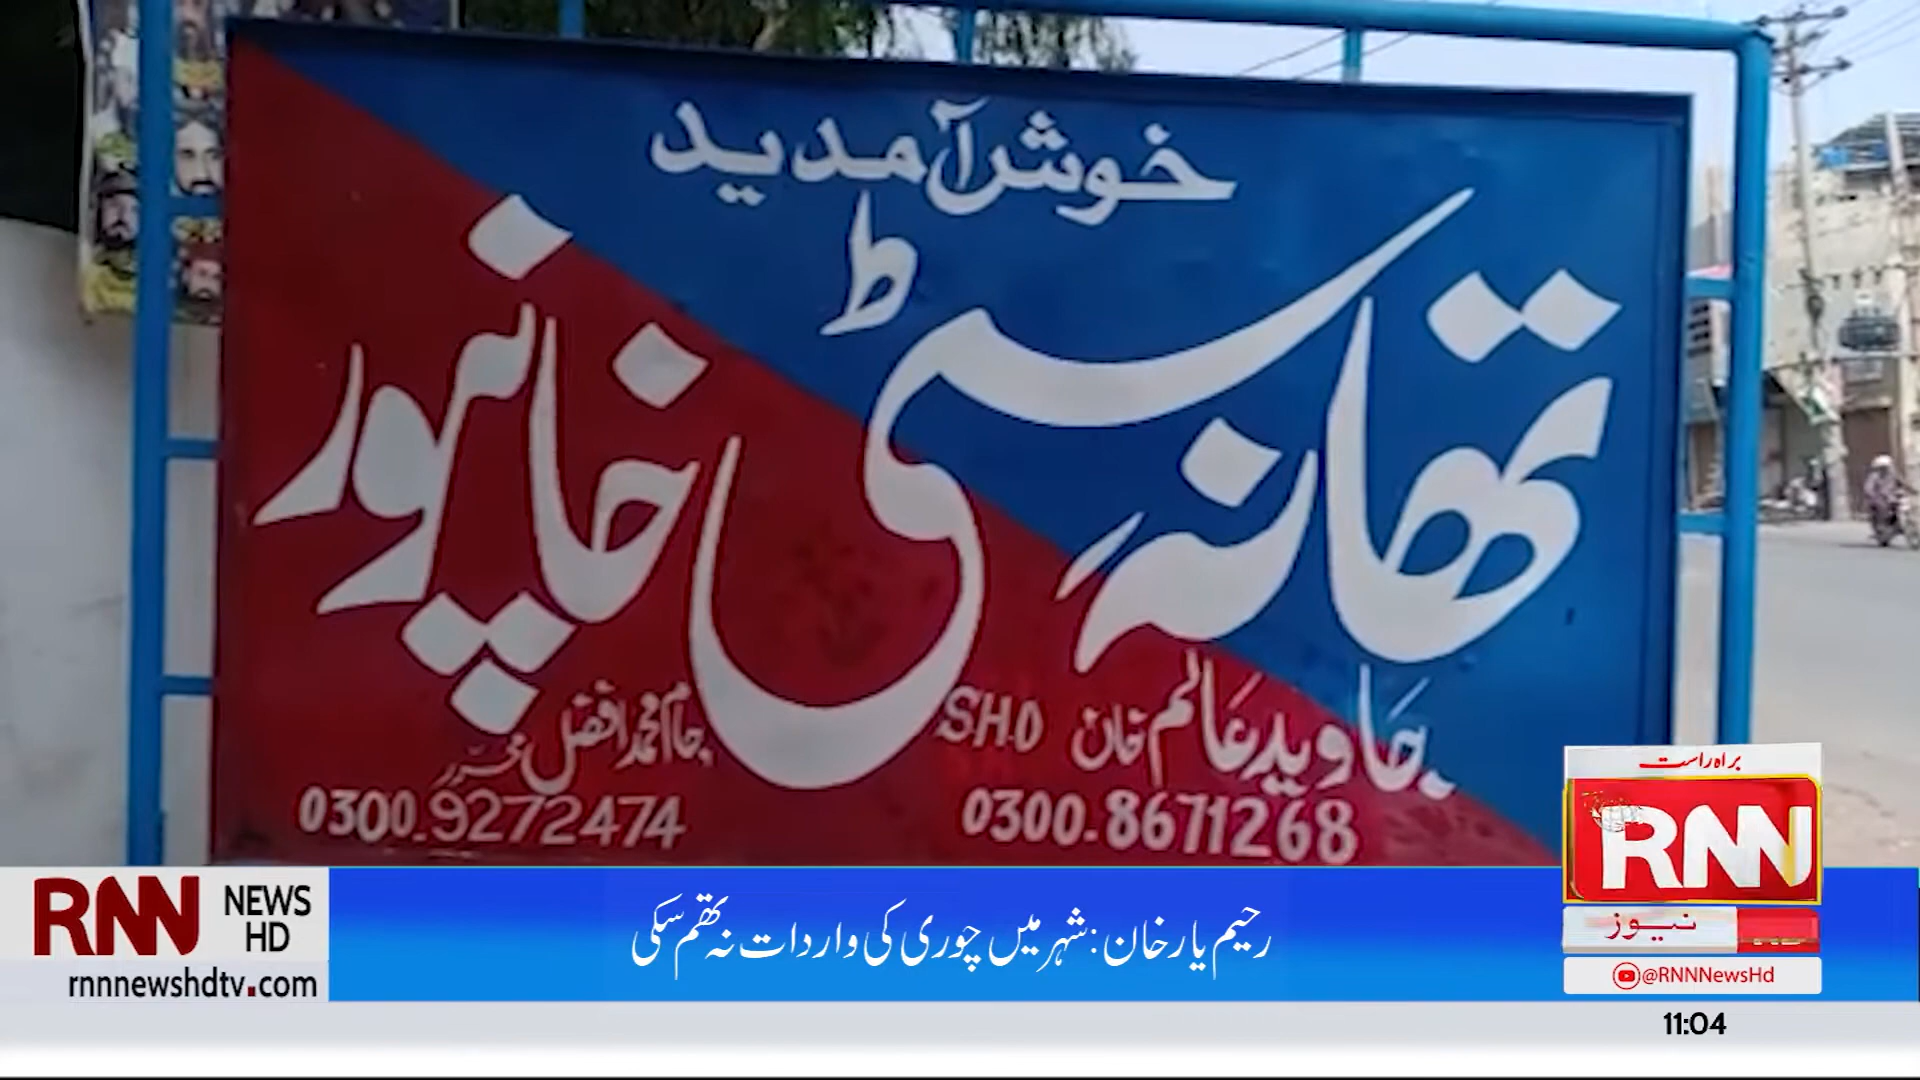 خوش آمدید
تھانہ سٹی خانپور
جاوید عالم خان SHO
0300-8671268
جام محمد افضل محرر
0300-9272474
براہ راست
RNN
نیوز
@RNNNewsHd
RNN NEWS HD
rnnnewshdtv.com
رحیم یار خان: شہر میں چوری کی واردات نہ تھم سکی
11:04